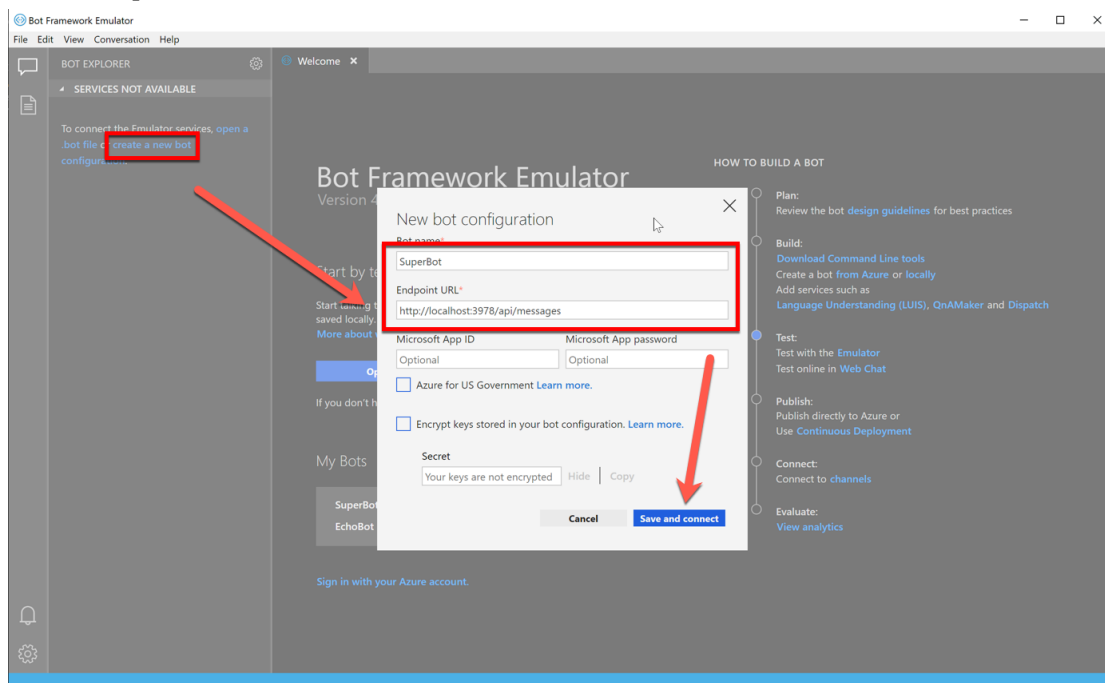 Bot Framework Emulator
File Edit View Conversation Help
BOT EXPLORER
Welcome
SERVICES NOT AVAILABLE
To connect the Emulator services, open a
.bot file or create a new bot
configuration.
Bot Framework Emulator
Version 4
Start by te
Start talking t
saved locally.
More about
Op
If you don't h
My Bots
SuperBot
EchoBot
Sign in with your Azure account.
New bot configuration
Bot name*
SuperBot
Endpoint URL*
http://localhost:3978/api/messages
Microsoft App ID Microsoft App password
Optional Optional
Azure for US Government Learn more.
Encrypt keys stored in your bot configuration. Learn more.
Secret
Your keys are not encrypted Hide Copy
Cancel Save and connect
HOW TO BUILD A BOT
Plan:
Review the bot design guidelines for best practices
Build:
Download Command Line tools
Create a bot from Azure or locally
Add services such as
Language Understanding (LUIS), QnAMaker and Dispatch
Test:
Test with the Emulator
Test online in Web Chat
Publish:
Publish directly to Azure or
Use Continuous Deployment
Connect:
Connect to channels
Evaluate:
View analytics